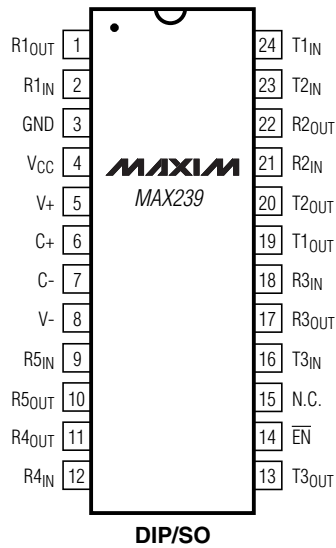 R1OUT 1 24 T1IN
R1IN 2 23 T2IN
GND 3 22 R2OUT
VCC 4 MAXIM 21 R2IN
V+ 5 MAX239 20 T2OUT
C+ 6 19 T1OUT
C- 7 18 R3IN
V- 8 17 R3OUT
R5IN 9 16 T3IN
R5OUT 10 15 N.C.
R4OUT 11 14 E̅N̅
R4IN 12 13 T3OUT
DIP/SO